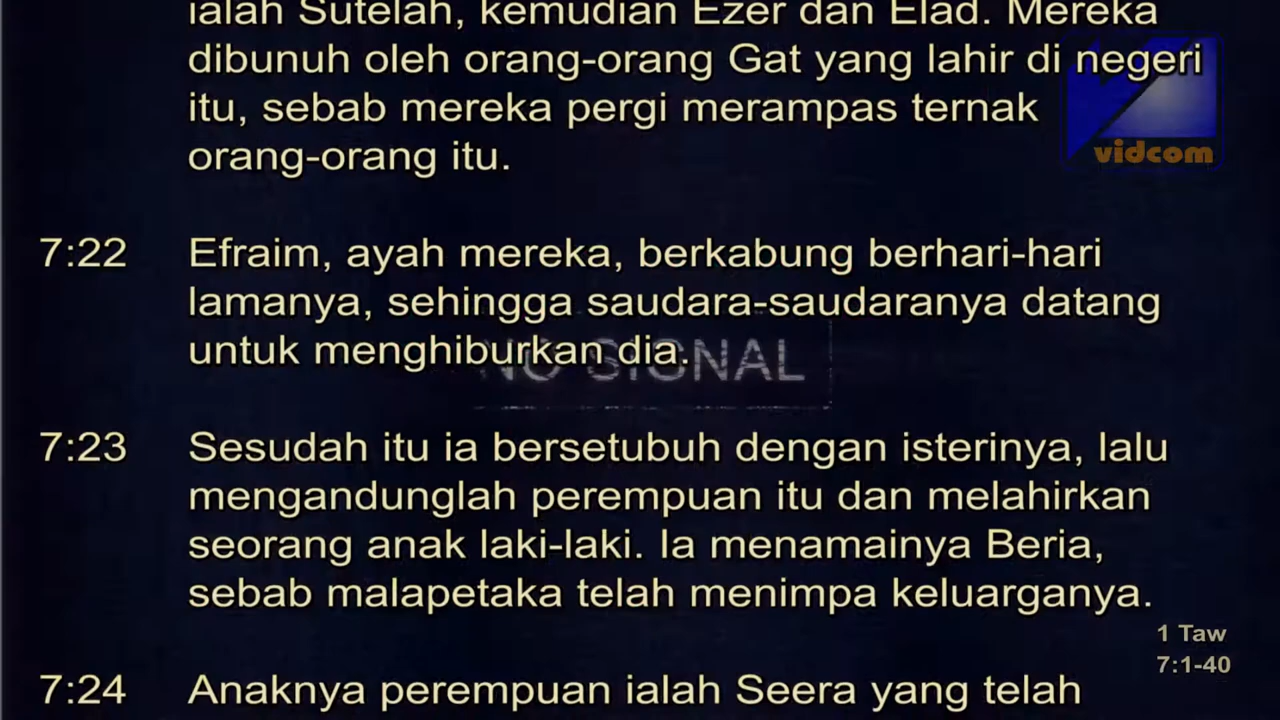 ialah Sutelah, kemudian Ezer dan Elad. Mereka
dibunuh oleh orang-orang Gat yang lahir di negeri
itu, sebab mereka pergi merampas ternak
orang-orang itu.
vidcom
7:22 Efraim, ayah mereka, berkabung berhari-hari
lamanya, sehingga saudara-saudaranya datang
untuk menghiburkan dia.
NO SIGNAL
7:23 Sesudah itu ia bersetubuh dengan isterinya, lalu
mengandunglah perempuan itu dan melahirkan
seorang anak laki-laki. Ia menamainya Beria,
sebab malapetaka telah menimpa keluarganya.
1 Taw
7:1-40
7:24 Anaknya perempuan ialah Seera yang telah